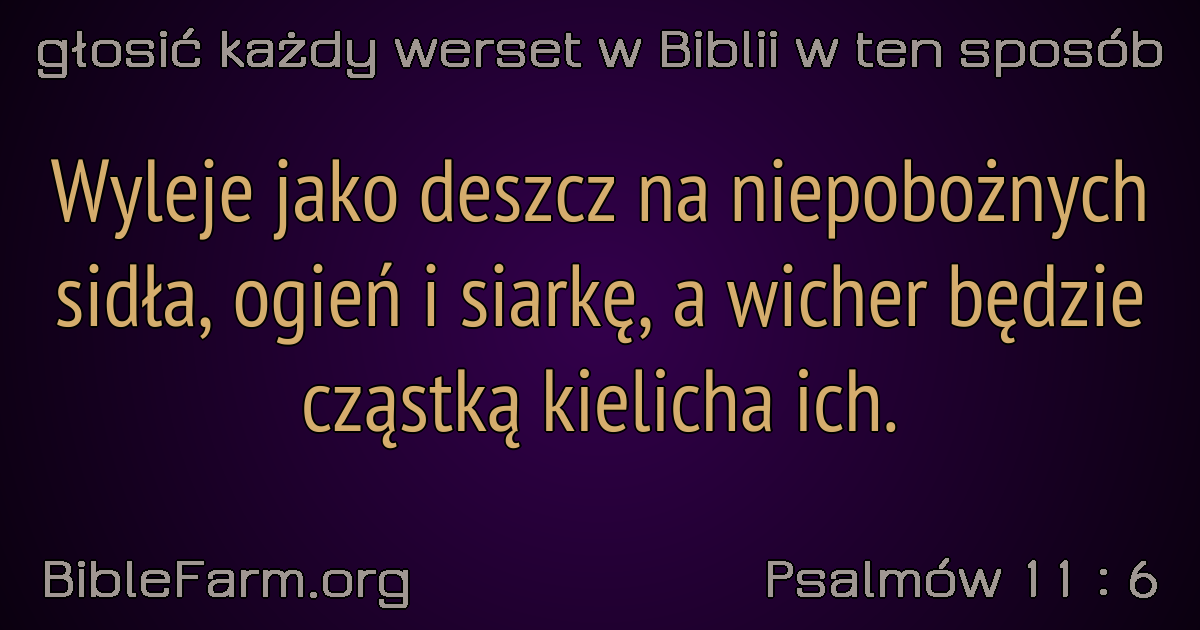 głosić każdy werset w Biblii w ten sposób
Wyleje jako deszcz na niepobożnych
sidła, ogień i siarkę, a wicher będzie
cząstką kielicha ich.
BibleFarm.org
Psalmów 11 : 6